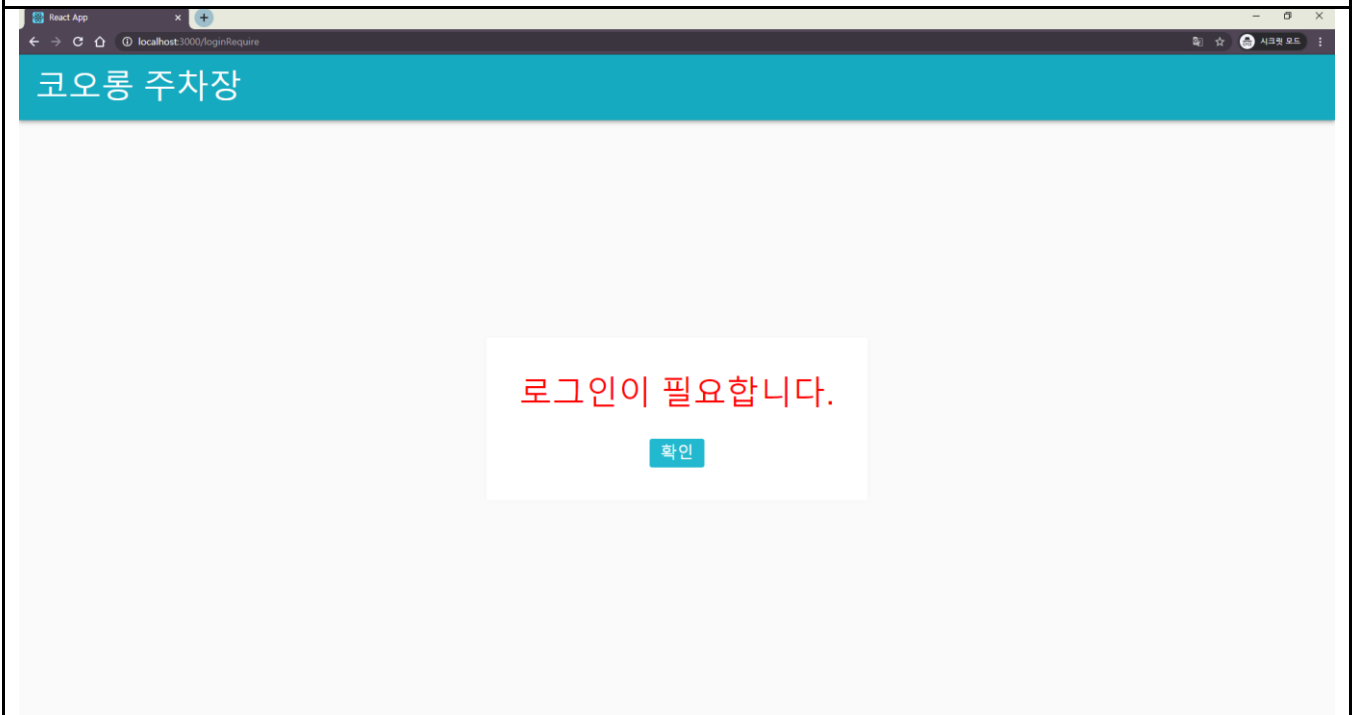 React App
localhost:3000/loginRequire
시크릿 모드
코오롱 주차장
로그인이 필요합니다.
확인